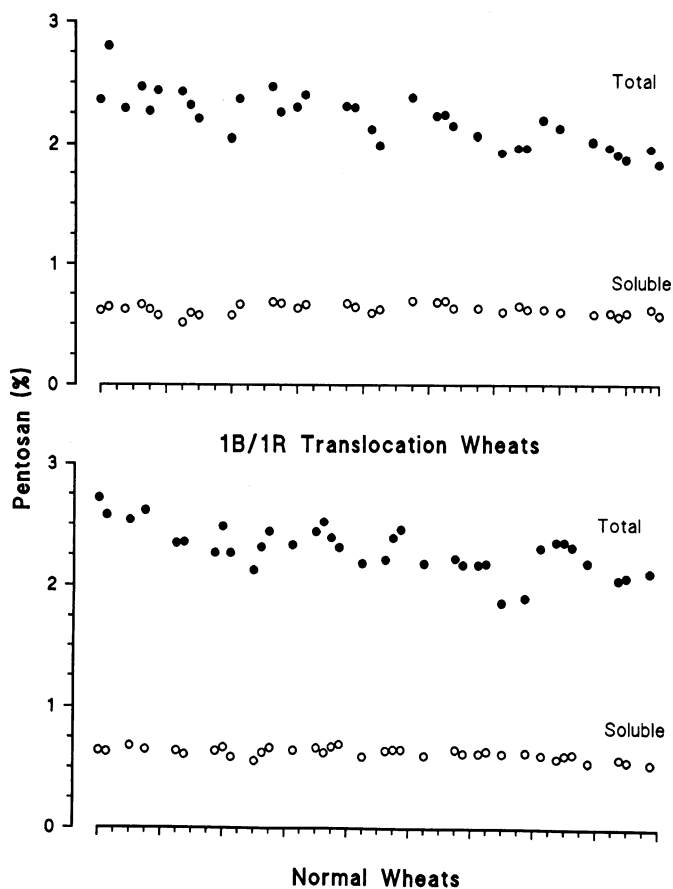 3
Total
2
1
Soluble
0
Pentosan (%)
1B/1R Translocation Wheats
3
Total
2
1
Soluble
0
Normal Wheats